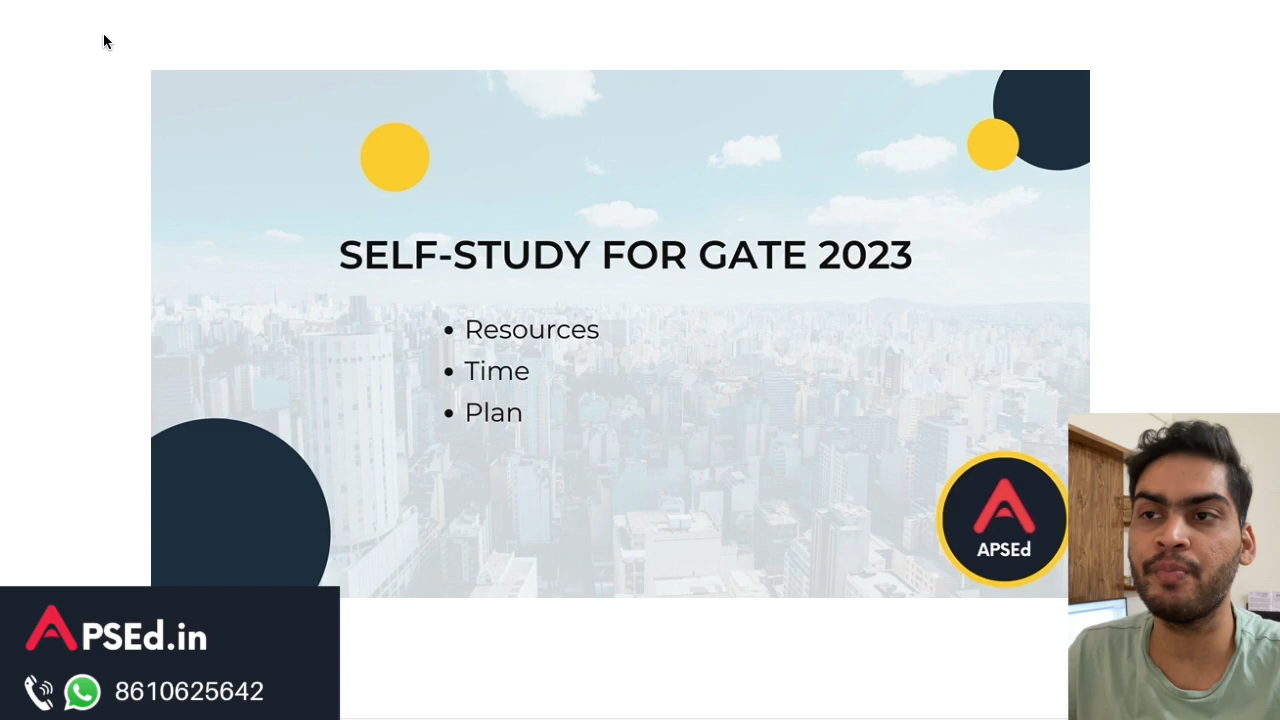 SELF-STUDY FOR GATE 2023
• Resources
• Time
• Plan
APSEd
APSEd.in
8610625642